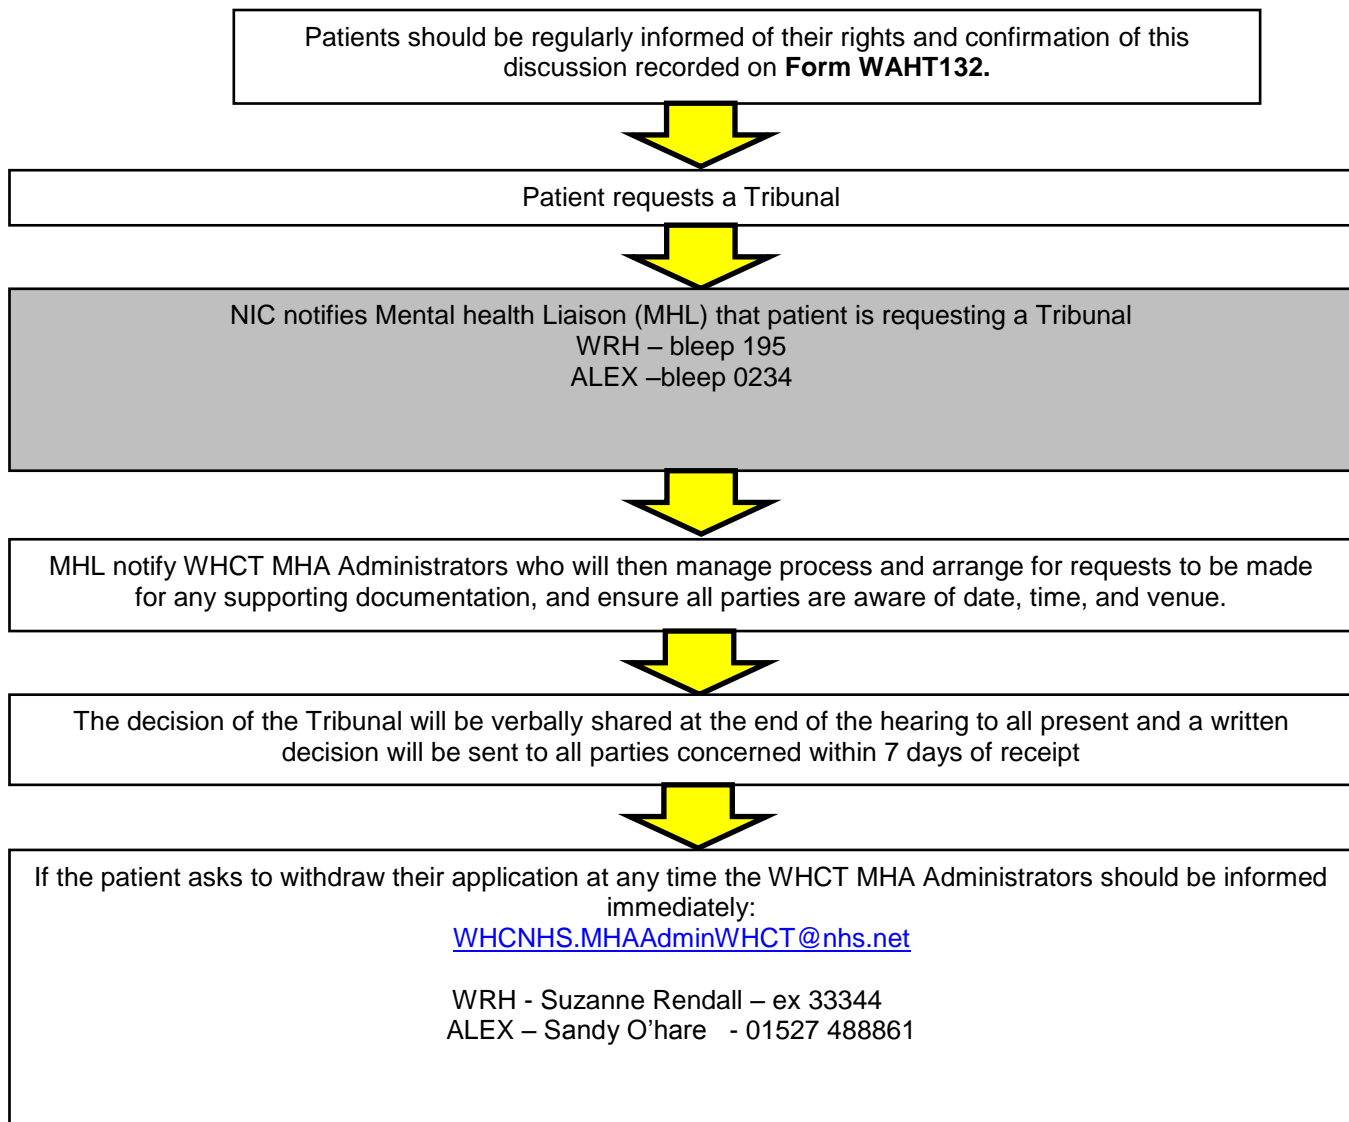 Patients should be regularly informed of their rights and confirmation of this
discussion recorded on Form WAHT132.
Patient requests a Tribunal
NIC notifies Mental health Liaison (MHL) that patient is requesting a Tribunal
WRH – bleep 195
ALEX –bleep 0234
MHL notify WHCT MHA Administrators who will then manage process and arrange for requests to be made
for any supporting documentation, and ensure all parties are aware of date, time, and venue.
The decision of the Tribunal will be verbally shared at the end of the hearing to all present and a written
decision will be sent to all parties concerned within 7 days of receipt
If the patient asks to withdraw their application at any time the WHCT MHA Administrators should be informed
immediately:
WHCNHS.MHAAdminWHCT@nhs.net
WRH - Suzanne Rendall – ex 33344
ALEX – Sandy O'hare - 01527 488861